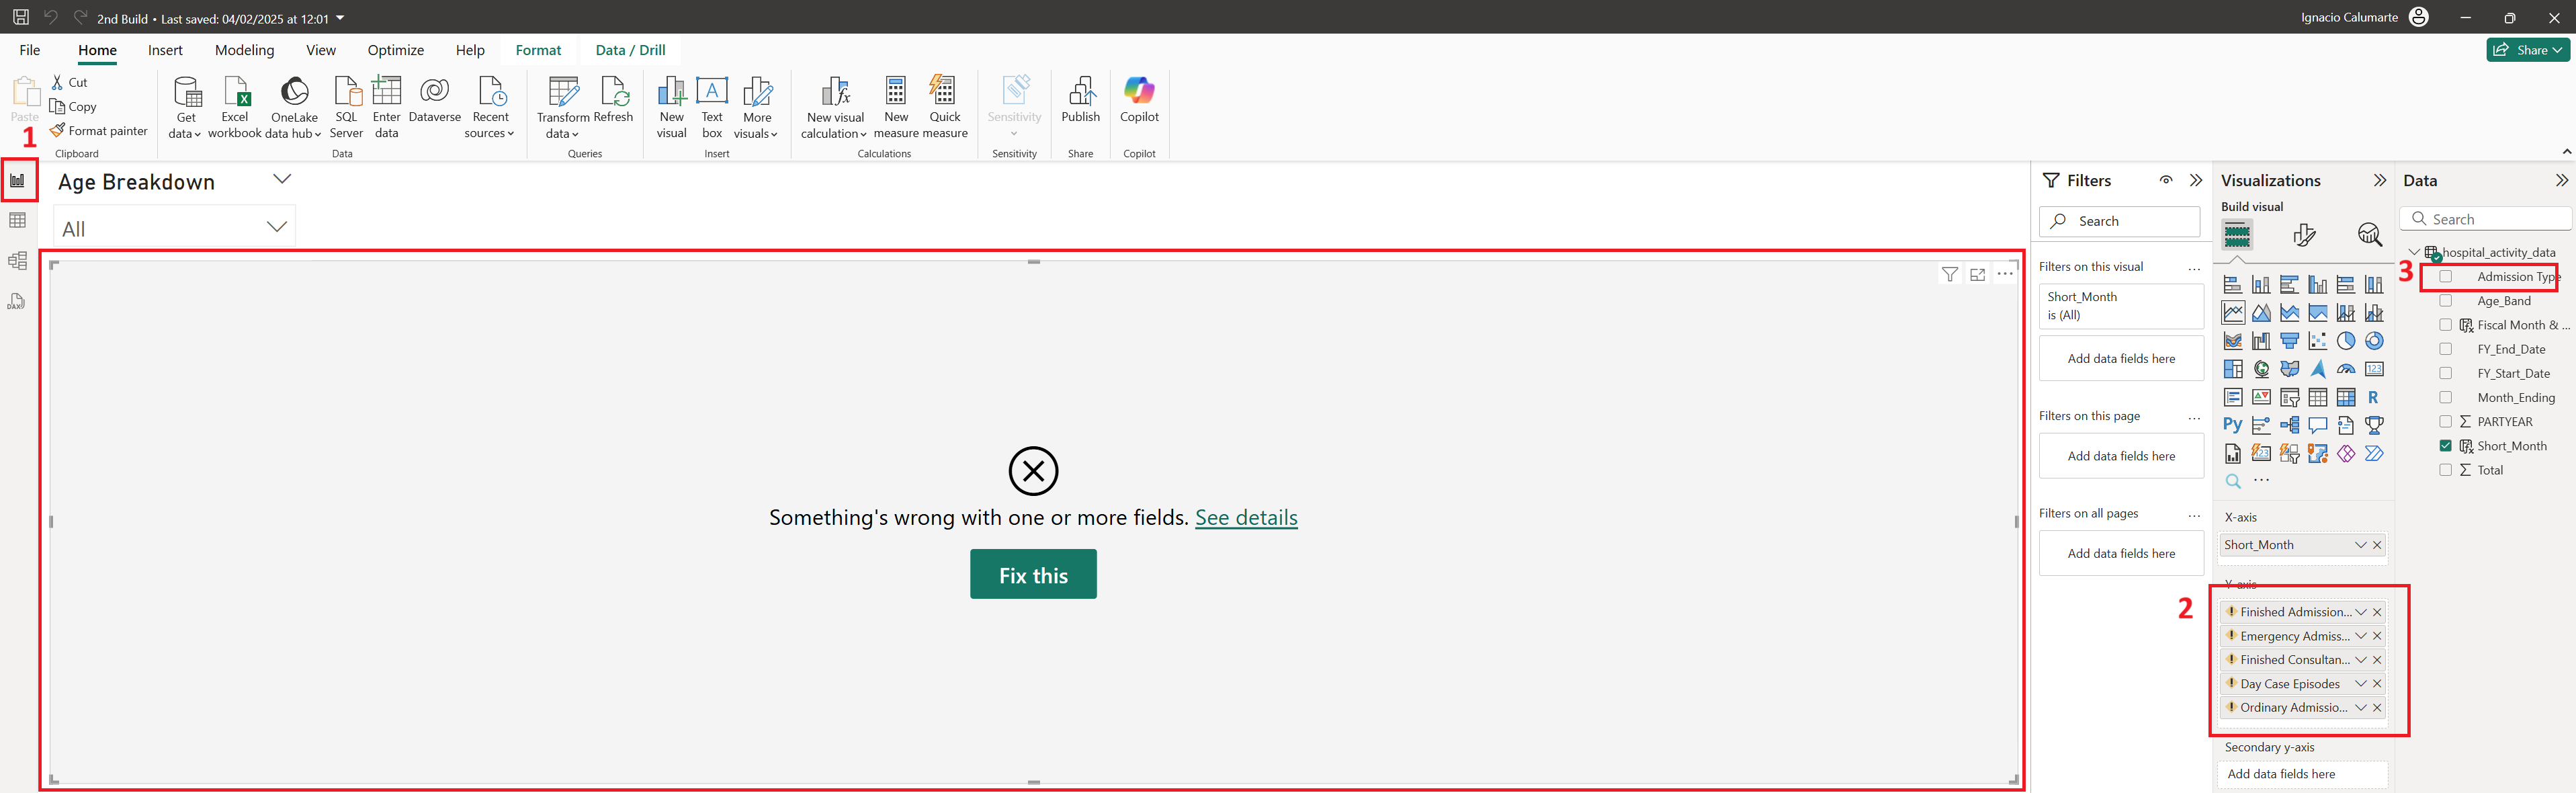 2nd Build • Last saved: 04/02/2025 at 12:01
Ignacio Calumarte
File Home Insert Modeling View Optimize Help Format Data / Drill
Share
Paste
Cut
Copy
Format painter
Clipboard
Get data
Excel workbook
OneLake data hub
SQL Server
Enter data
Dataverse
Recent sources
Data
Transform data
Refresh
Queries
New visual
Text box
More visuals
Insert
New visual calculation
New measure
Quick measure
Calculations
Sensitivity
Sensitivity
Publish
Share
Copilot
Copilot
1
Age Breakdown
All
Something's wrong with one or more fields. See details
Fix this
Filters
Search
Filters on this visual
Short_Month
is (All)
Add data fields here
Filters on this page
Add data fields here
Filters on all pages
Add data fields here
Visualizations
Build visual
123
R
Py
X-axis
Short_Month
Y-axis
2
Finished Admission...
Emergency Admiss...
Finished Consultan...
Day Case Episodes
Ordinary Admissio...
Secondary y-axis
Add data fields here
Data
Search
hospital_activity_data
3
Admission Type
Age_Band
Fiscal Month & ...
FY_End_Date
FY_Start_Date
Month_Ending
PARTYEAR
Short_Month
Total
DAX